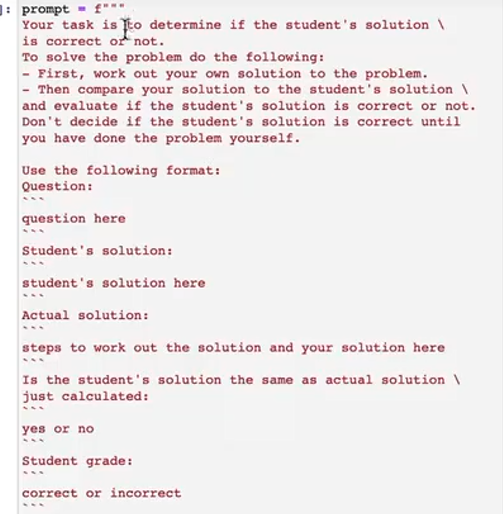 ]: prompt = f"""
Your task is to determine if the student's solution \
is correct or not.
To solve the problem do the following:
- First, work out your own solution to the problem.
- Then compare your solution to the student's solution \
and evaluate if the student's solution is correct or not.
Don't decide if the student's solution is correct until
you have done the problem yourself.
Use the following format:
Question:
```
question here
```
Student's solution:
```
student's solution here
```
Actual solution:
```
steps to work out the solution and your solution here
```
Is the student's solution the same as actual solution \
just calculated:
```
yes or no
```
Student grade:
```
correct or incorrect
```